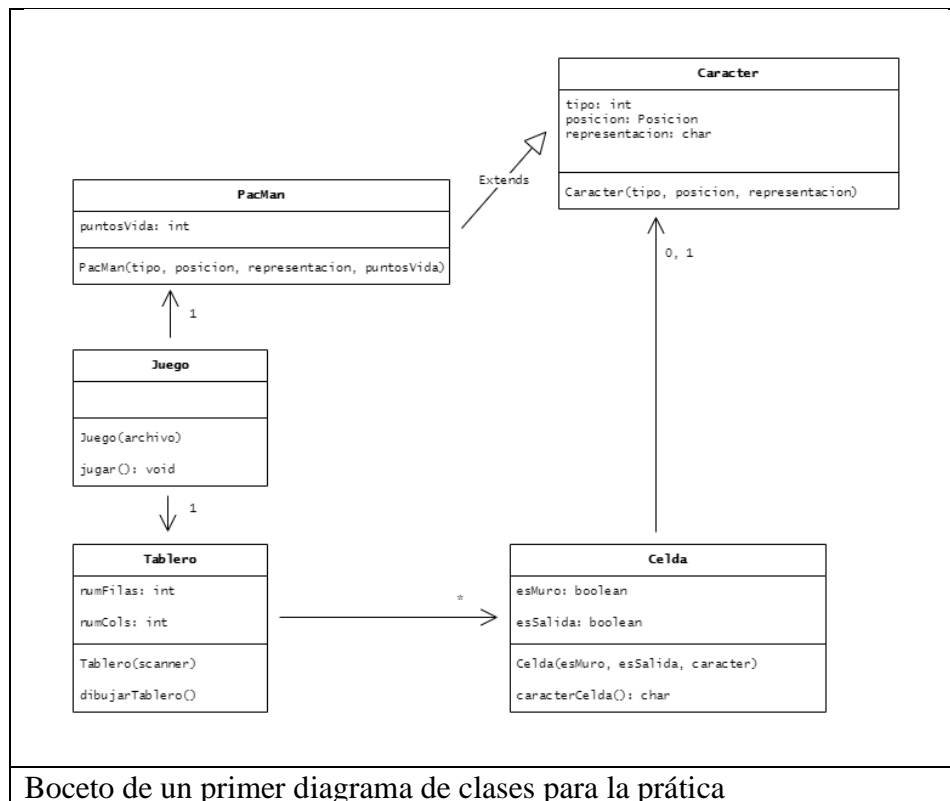 Caracter
tipo: int
posicion: Posicion
representacion: char
Caracter(tipo, posicion, representacion)
Extends
PacMan
puntosVida: int
PacMan(tipo, posicion, representacion, puntosVida)
0, 1
1
Juego
Juego(archivo)
jugar(): void
1
Tablero
numFilas: int
numCols: int
Tablero(scanner)
dibujarTablero()
*
Celda
esMuro: boolean
esSalida: boolean
Celda(esMuro, esSalida, caracter)
caracterCelda(): char
Boceto de un primer diagrama de clases para la prática